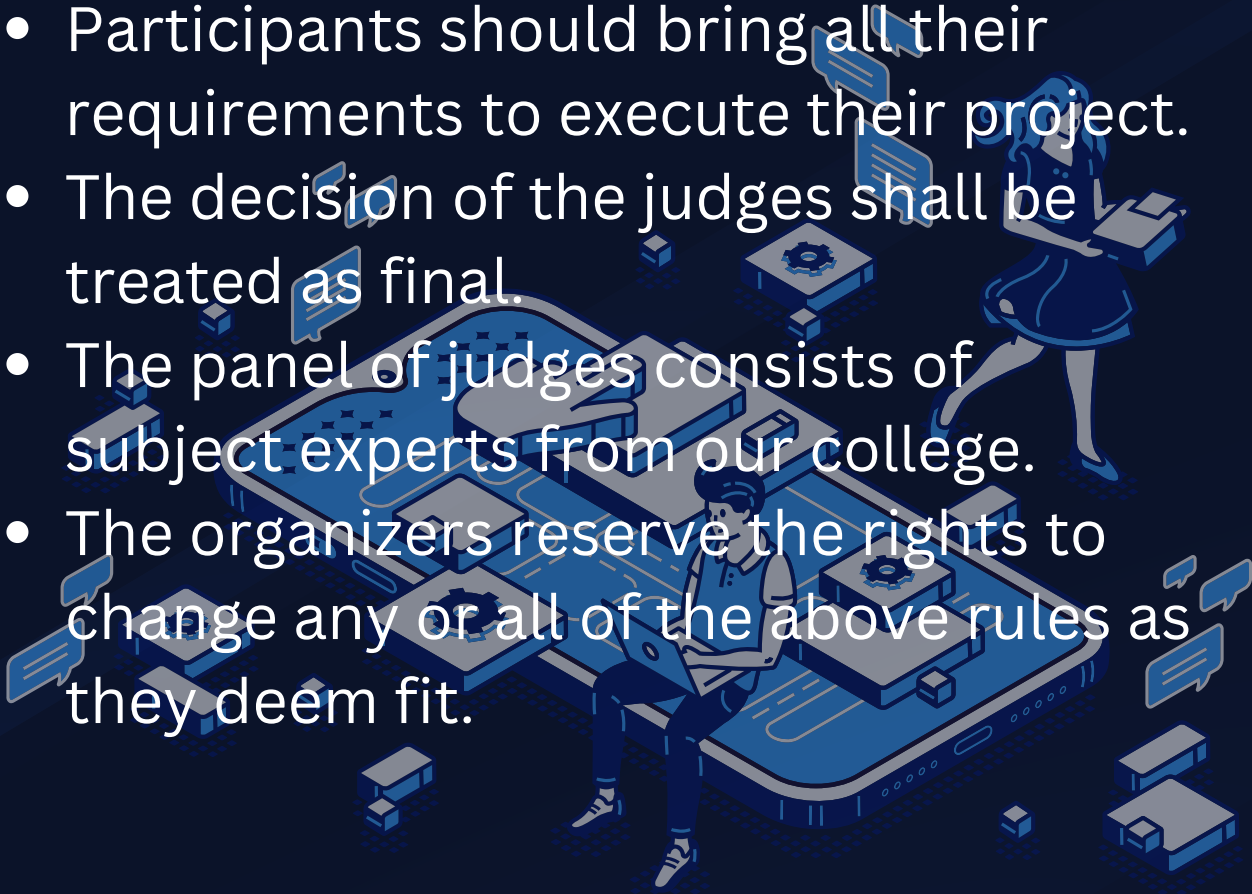 • Participants should bring all their
requirements to execute their project.
• The decision of the judges shall be
treated as final.
• The panel of judges consists of
subject experts from our college.
• The organizers reserve the rights to
change any or all of the above rules as
they deem fit.